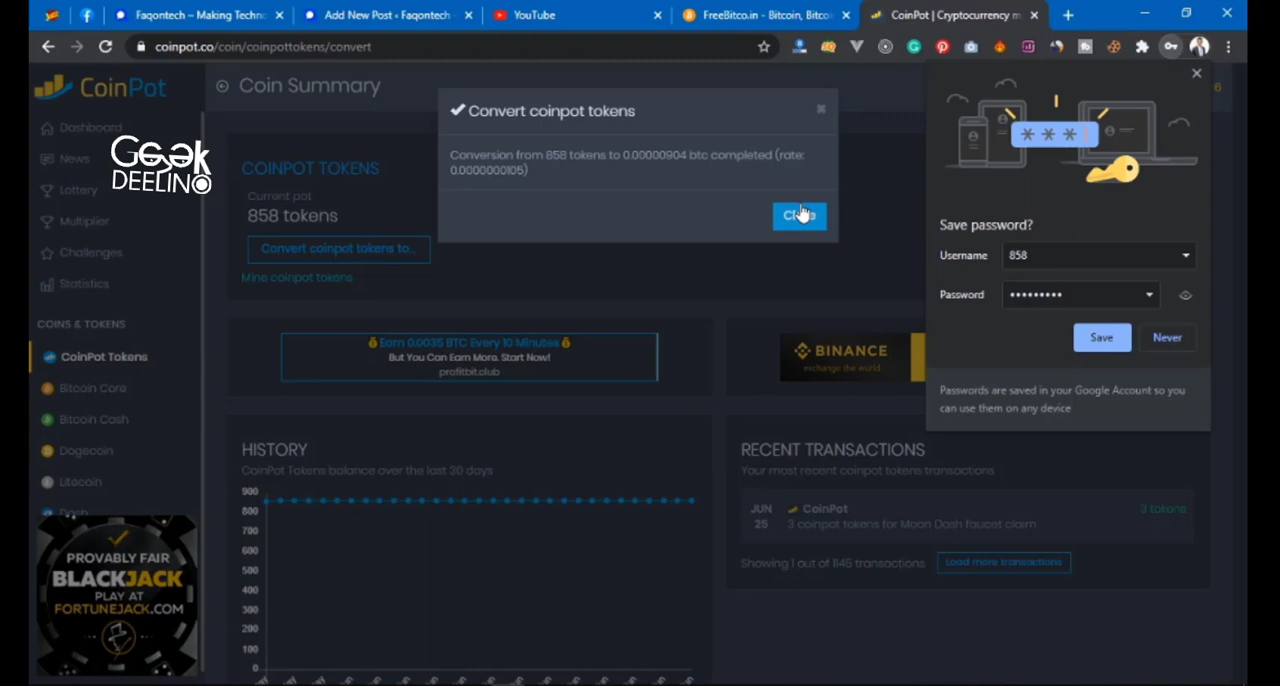 Faqontech – Making Techno
Add New Post ‹ Faqontech
YouTube
FreeBitco.in - Bitcoin, Bitcoi
CoinPot | Cryptocurrency m
coinpot.co/coin/coinpottokens/convert
CoinPot
Coin Summary
6
Dashboard
News
Lottery
Multiplier
Challenges
Statistics
GeeK
DEELINO
COINS & TOKENS
CoinPot Tokens
Bitcoin Core
Bitcoin Cash
Dogecoin
Litecoin
Dash
PROVABLY FAIR
BLACKJACK
PLAY AT
FORTUNEJACK.COM
COINPOT TOKENS
Current pot
858 tokens
Convert coinpot tokens to...
Mine coinpot tokens
Convert coinpot tokens
Conversion from 858 tokens to 0.00000904 btc completed (rate:
0.0000000105)
Earn 0.0035 BTC Every 10 Minutes
But You Can Earn More. Start Now!
profitbit.club
BINANCE
exchange the world
HISTORY
CoinPot Tokens balance over the last 30 days
900
800
700
600
500
400
300
200
100
0
RECENT TRANSACTIONS
Your most recent coinpot tokens transactions
JUN
25
CoinPot
3 coinpot tokens for Moon Dash faucet claim
3 tokens
Showing 1 out of 1145 transactions
Load more transactions
* * *
Save password?
Username
858
Password
•••••••••
Save
Never
Passwords are saved in your Google Account so you
can use them on any device